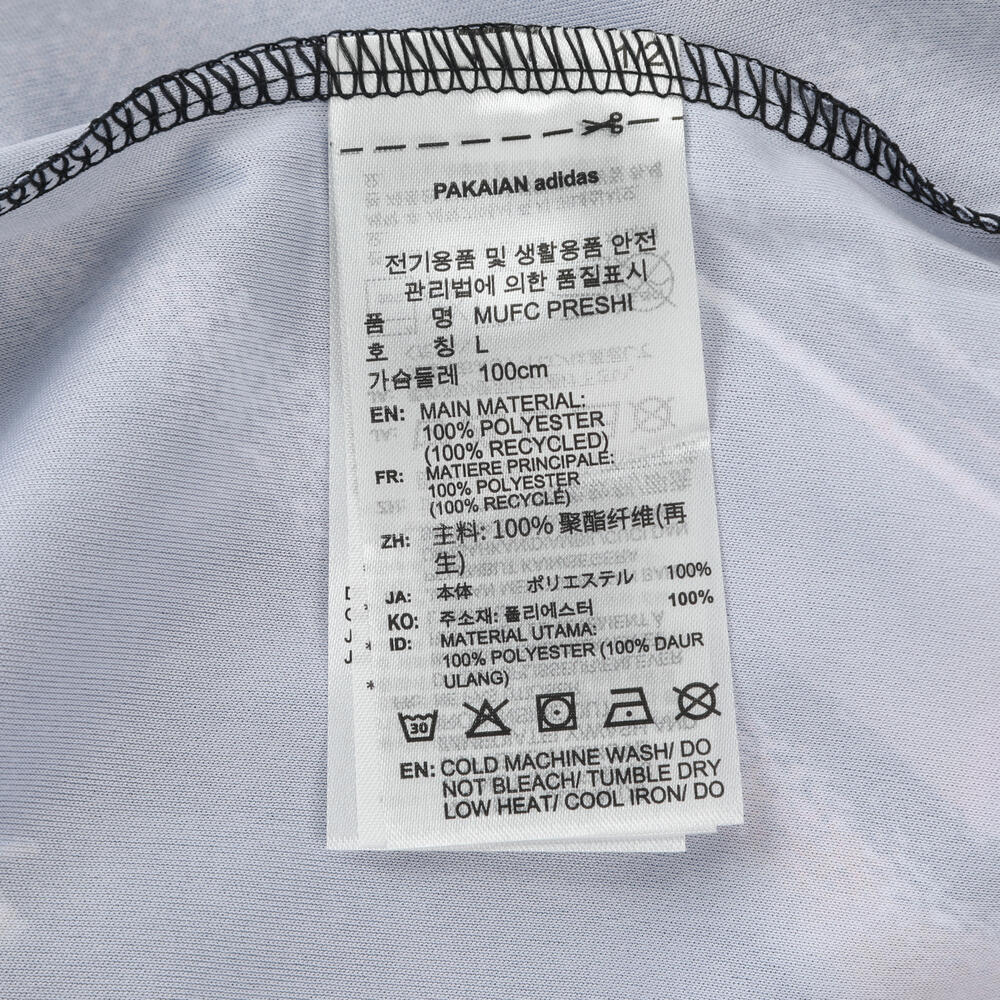 12
PAKAIAN adidas
전기용품 및 생활용품 안전
관리법에 의한 품질표시
품 명 MUFC PRESHI
호 칭 L
가슴둘레 100cm
EN: MAIN MATERIAL:
100% POLYESTER
(100% RECYCLED)
FR: MATIERE PRINCIPALE:
100% POLYESTER
(100% RECYCLÉ)
ZH: 主料: 100% 聚酯纤维(再
生)
JA: 本体 ポリエステル 100%
KO: 주소재: 폴리에스터 100%
ID: MATERIAL UTAMA:
100% POLYESTER (100% DAUR
ULANG)
30
EN: COLD MACHINE WASH/ DO
NOT BLEACH/ TUMBLE DRY
LOW HEAT/ COOL IRON/ DO